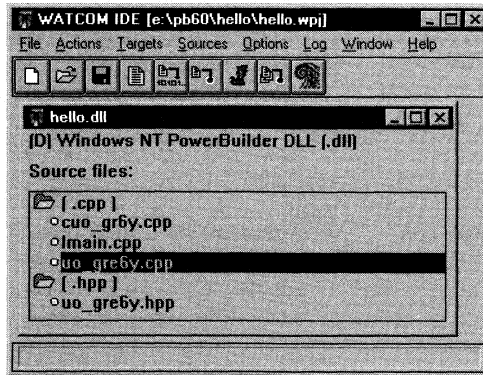 WATCOM IDE [e:\pb60\hello\hello.wpj]
File Actions Targets Sources Options Log Window Help
hello.dll
[D] Windows NT PowerBuilder DLL [.dll]
Source files:
[ .cpp ]
cuo_gr6y.cpp
lmain.cpp
uo_gre6y.cpp
[ .hpp ]
uo_gre6y.hpp